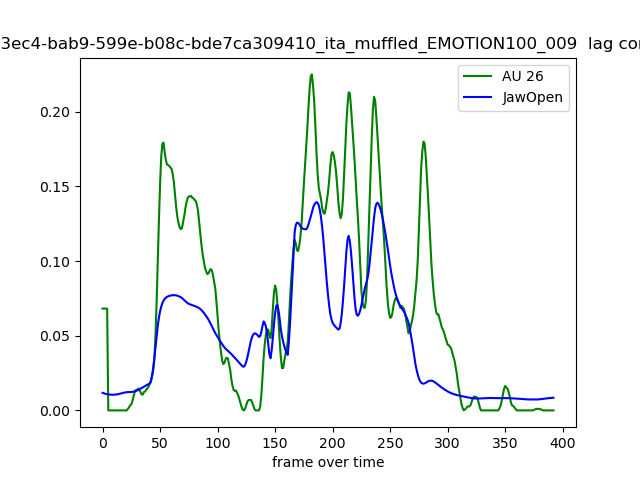 3ec4-bab9-599e-b08c-bde7ca309410_ita_muffled_EMOTION100_009 lag
AU 26
JawOpen
0.20
0.15
0.10
0.05
0.00
0 50 100 150 200 250 300 350 400
frame over time